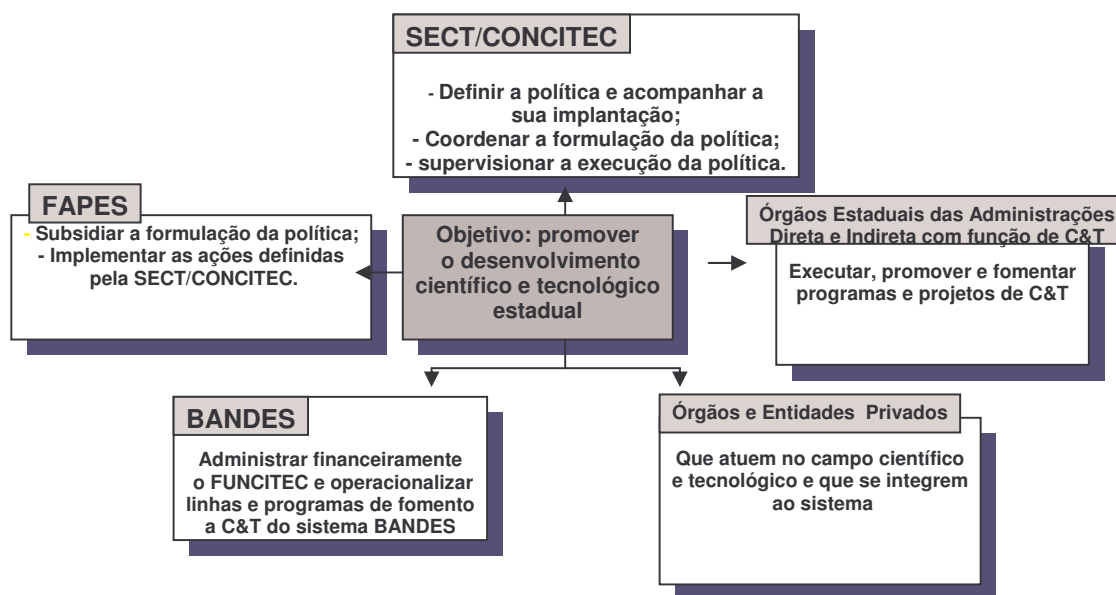 SECT/CONCITEC
- Definir a política e acompanhar a
sua implantação;
- Coordenar a formulação da política;
- supervisionar a execução da política.
FAPES
- Subsidiar a formulação da política;
- Implementar as ações definidas
pela SECT/CONCITEC.
Objetivo: promover
o desenvolvimento
científico e tecnológico
estadual
Órgãos Estaduais das Administrações
Direta e Indireta com função de C&T
Executar, promover e fomentar
programas e projetos de C&T
BANDES
Administrar financeiramente
o FUNCITEC e operacionalizar
linhas e programas de fomento
a C&T do sistema BANDES
Órgãos e Entidades Privados
Que atuem no campo científico
e tecnológico e que se integrem
ao sistema